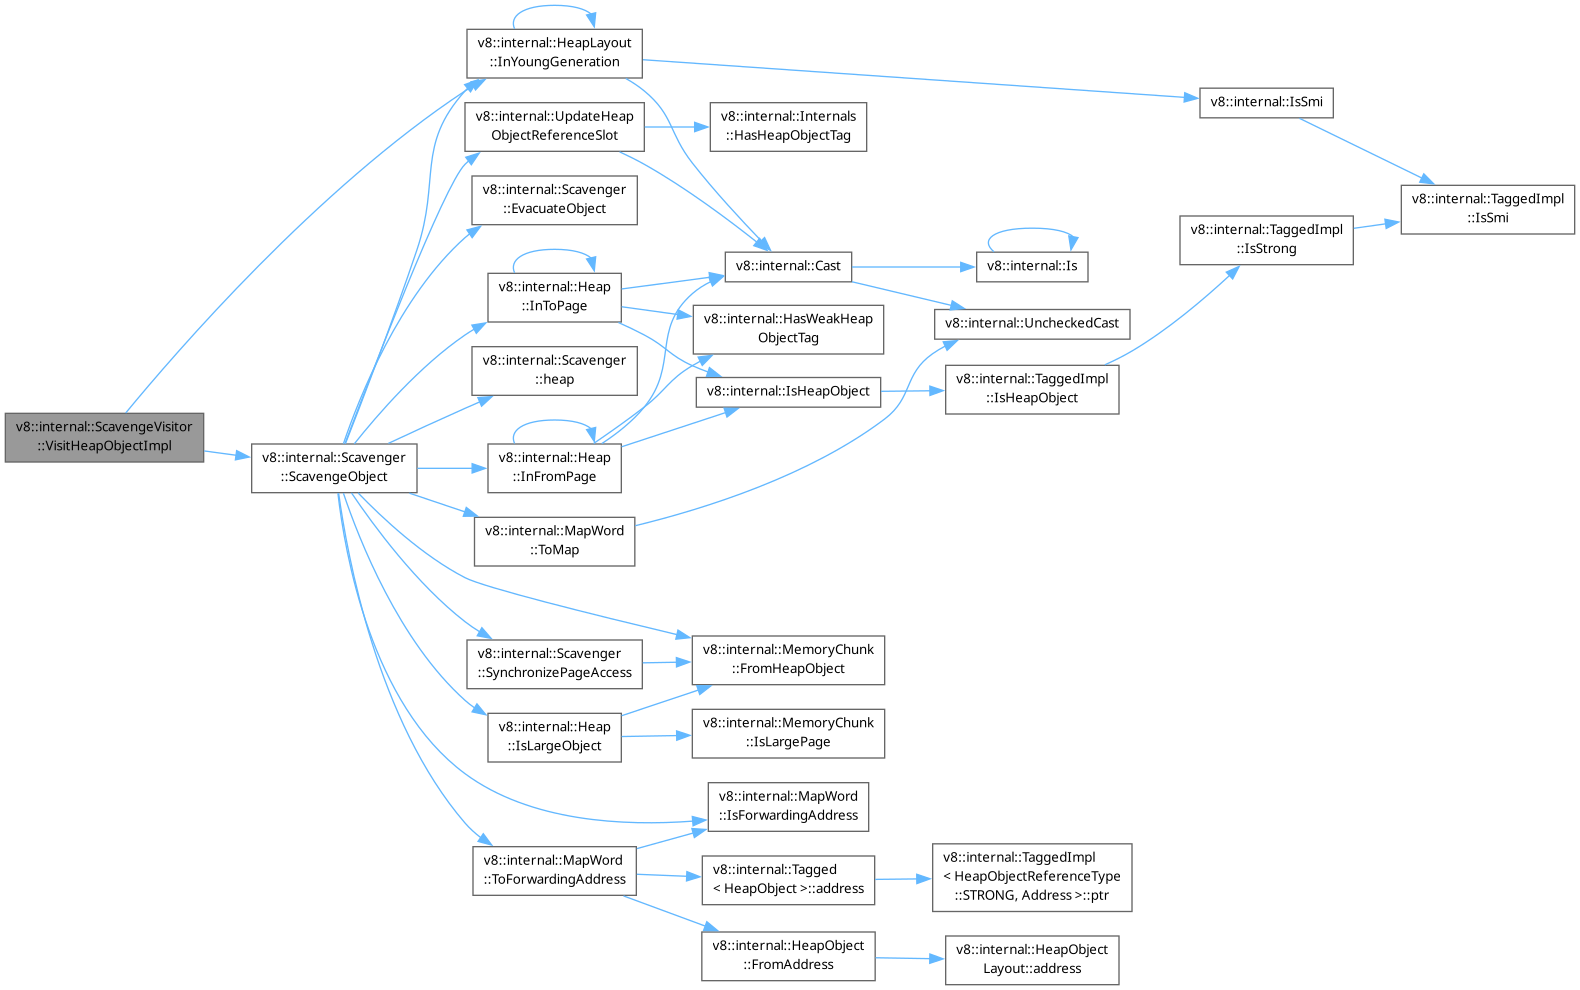 v8::internal::ScavengeVisitor
::VisitHeapObjectImpl
v8::internal::Scavenger
::ScavengeObject
v8::internal::HeapLayout
::InYoungGeneration
v8::internal::UpdateHeap
ObjectReferenceSlot
v8::internal::Scavenger
::EvacuateObject
v8::internal::Heap
::InToPage
v8::internal::Scavenger
::heap
v8::internal::Heap
::InFromPage
v8::internal::MapWord
::ToMap
v8::internal::Scavenger
::SynchronizePageAccess
v8::internal::Heap
::IsLargeObject
v8::internal::MapWord
::ToForwardingAddress
v8::internal::Internals
::HasHeapObjectTag
v8::internal::Cast
v8::internal::HasWeakHeap
ObjectTag
v8::internal::IsHeapObject
v8::internal::MemoryChunk
::FromHeapObject
v8::internal::MemoryChunk
::IsLargePage
v8::internal::MapWord
::IsForwardingAddress
v8::internal::Tagged
< HeapObject >::address
v8::internal::HeapObject
::FromAddress
v8::internal::Is
v8::internal::UncheckedCast
v8::internal::TaggedImpl
::IsHeapObject
v8::internal::TaggedImpl
< HeapObjectReferenceType
::STRONG, Address >::ptr
v8::internal::HeapObject
Layout::address
v8::internal::IsSmi
v8::internal::TaggedImpl
::IsStrong
v8::internal::TaggedImpl
::IsSmi